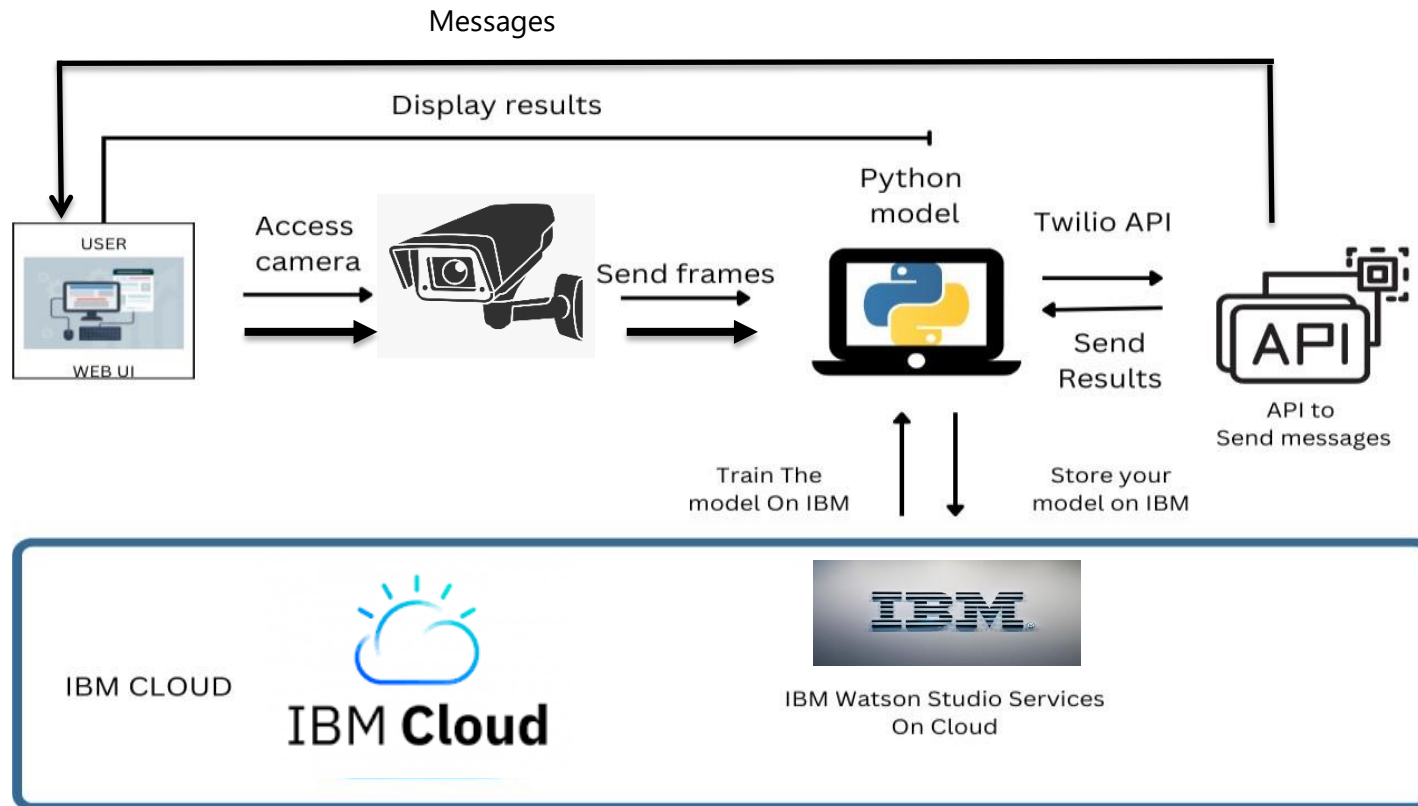 Messages
Display results
Python
model
USER
WEB UI
Access
camera
Send frames
Twilio API
Send
Results
API
API to
Send messages
Train The
model On IBM
Store your
model on IBM
IBM CLOUD
IBM Cloud
IBM
IBM Watson Studio Services
On Cloud